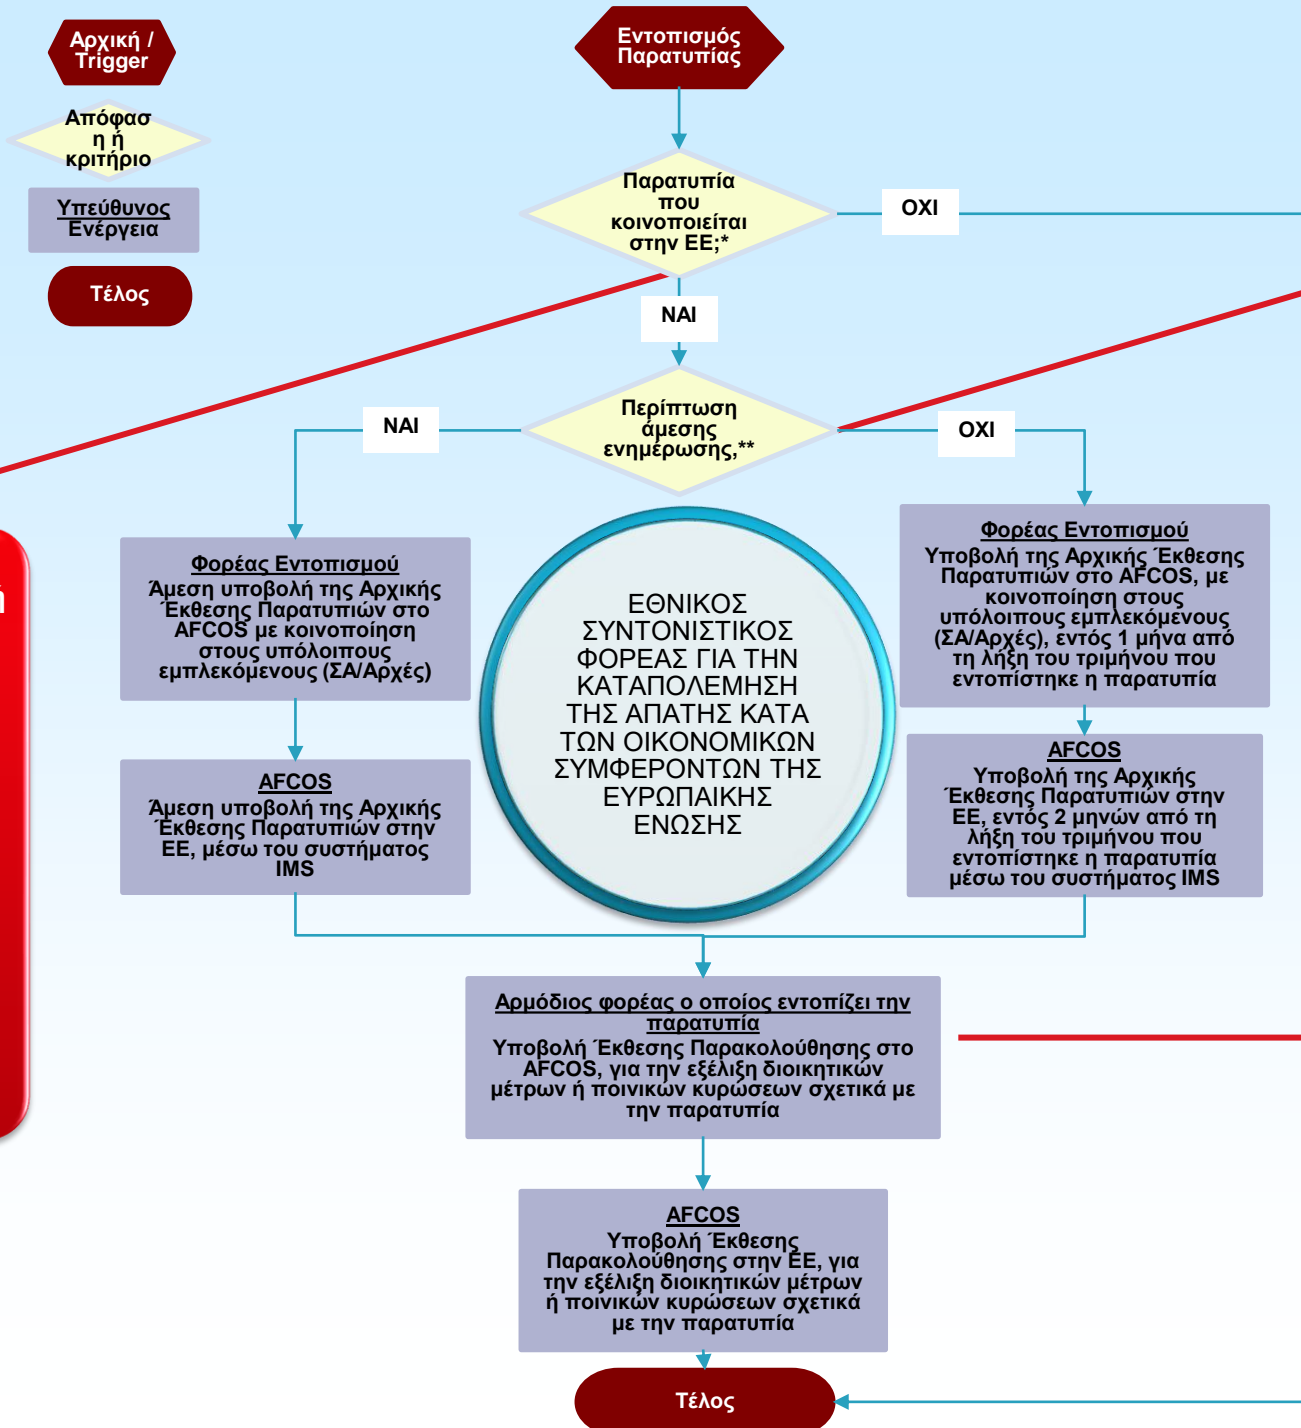 Αρχική /
Trigger
Απόφασ
η ή
κριτήριο
Υπεύθυνος
Ενέργεια
Τέλος
Εντοπισμός
Παρατυπίας
Παρατυπία
που
κοινοποιείται
στην ΕΕ;*
ΟΧΙ
ΝΑΙ
Περίπτωση
άμεσης
ενημέρωσης,**
ΝΑΙ
ΟΧΙ
Φορέας Εντοπισμού
Άμεση υποβολή της Αρχικής
Έκθεσης Παρατυπιών στο
AFCOS με κοινοποίηση
στους υπόλοιπους
εμπλεκόμενους (ΣΑ/Αρχές)
AFCOS
Άμεση υποβολή της Αρχικής
Έκθεσης Παρατυπιών στην
ΕΕ, μέσω του συστήματος
IMS
ΕΘΝΙΚΟΣ
ΣΥΝΤΟΝΙΣΤΙΚΟΣ
ΦΟΡΕΑΣ ΓΙΑ ΤΗΝ
ΚΑΤΑΠΟΛΕΜΗΣΗ
ΤΗΣ ΑΠΑΤΗΣ ΚΑΤΑ
ΤΩΝ ΟΙΚΟΝΟΜΙΚΩΝ
ΣΥΜΦΕΡΟΝΤΩΝ ΤΗΣ
ΕΥΡΩΠΑΙΚΗΣ
ΕΝΩΣΗΣ
Φορέας Εντοπισμού
Υποβολή της Αρχικής Έκθεσης
Παρατυπιών στο AFCOS, με
κοινοποίηση στους
υπόλοιπους εμπλεκόμενους
(ΣΑ/Αρχές), εντός 1 μήνα από
τη λήξη του τριμήνου που
εντοπίστηκε η παρατυπία
AFCOS
Υποβολή της Αρχικής
Έκθεσης Παρατυπιών στην
ΕΕ, εντός 2 μηνών από τη
λήξη του τριμήνου που
εντοπίστηκε η παρατυπία
μέσω του συστήματος IMS
Αρμόδιος φορέας ο οποίος εντοπίζει την
παρατυπία
Υποβολή Έκθεσης Παρακολούθησης στο
AFCOS, για την εξέλιξη διοικητικών
μέτρων ή ποινικών κυρώσεων σχετικά με
την παρατυπία
AFCOS
Υποβολή Έκθεσης
Παρακολούθησης στην ΕΕ, για
την εξέλιξη διοικητικών μέτρων
ή ποινικών κυρώσεων σχετικά
με την παρατυπία
Τέλος